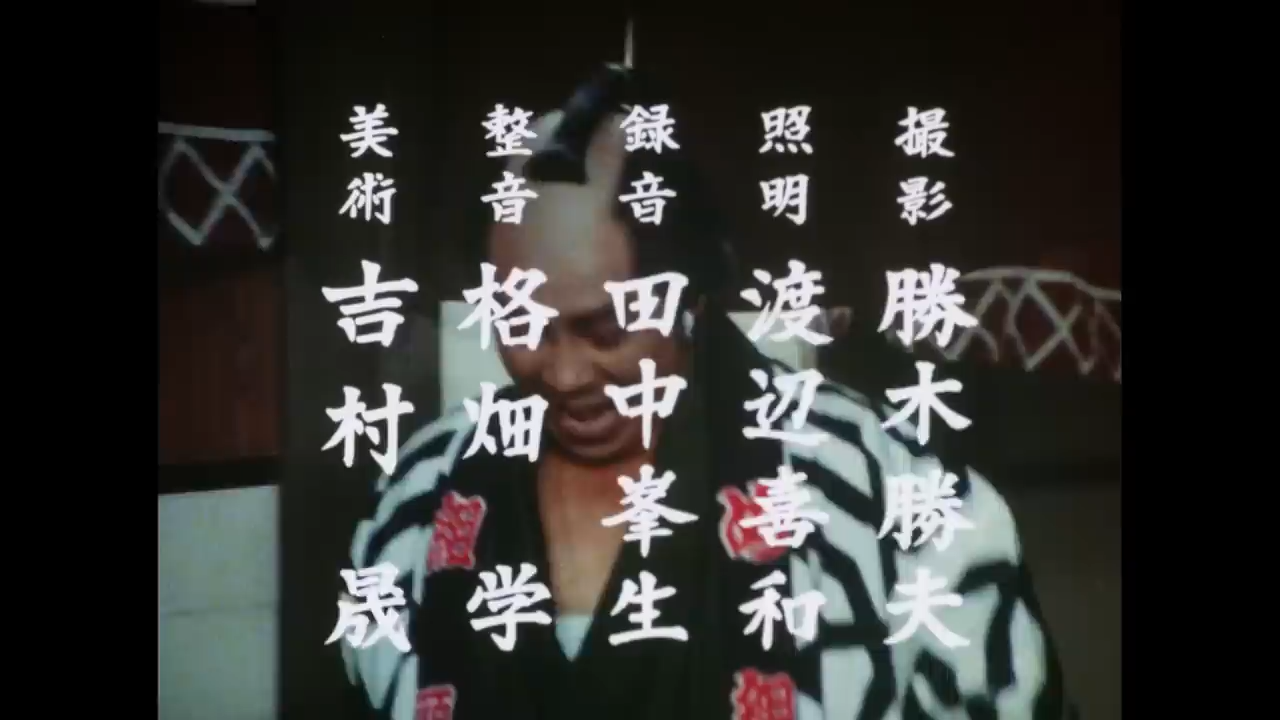 撮影 勝木勝夫
照明 渡辺喜和
録音 田中峯生
整音 格畑学
美術 吉村晟